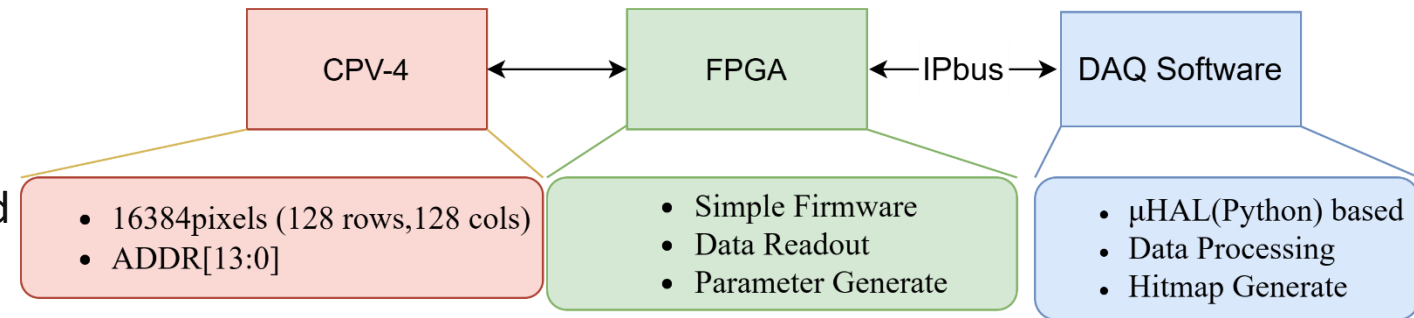 CPV-4
FPGA
IPbus
DAQ Software
• 16384pixels (128 rows,128 cols)
• ADDR[13:0]
• Simple Firmware
• Data Readout
• Parameter Generate
• μHAL(Python) based
• Data Processing
• Hitmap Generate